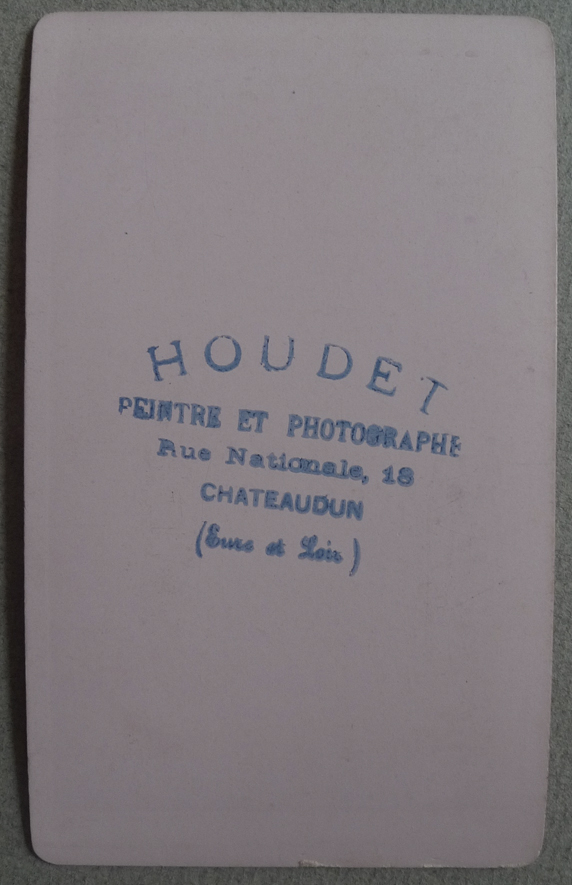 HOUDET
PEINTRE ET PHOTOGRAPHE
Rue Nationale, 18
CHATEAUDUN
(Eure et Loir)